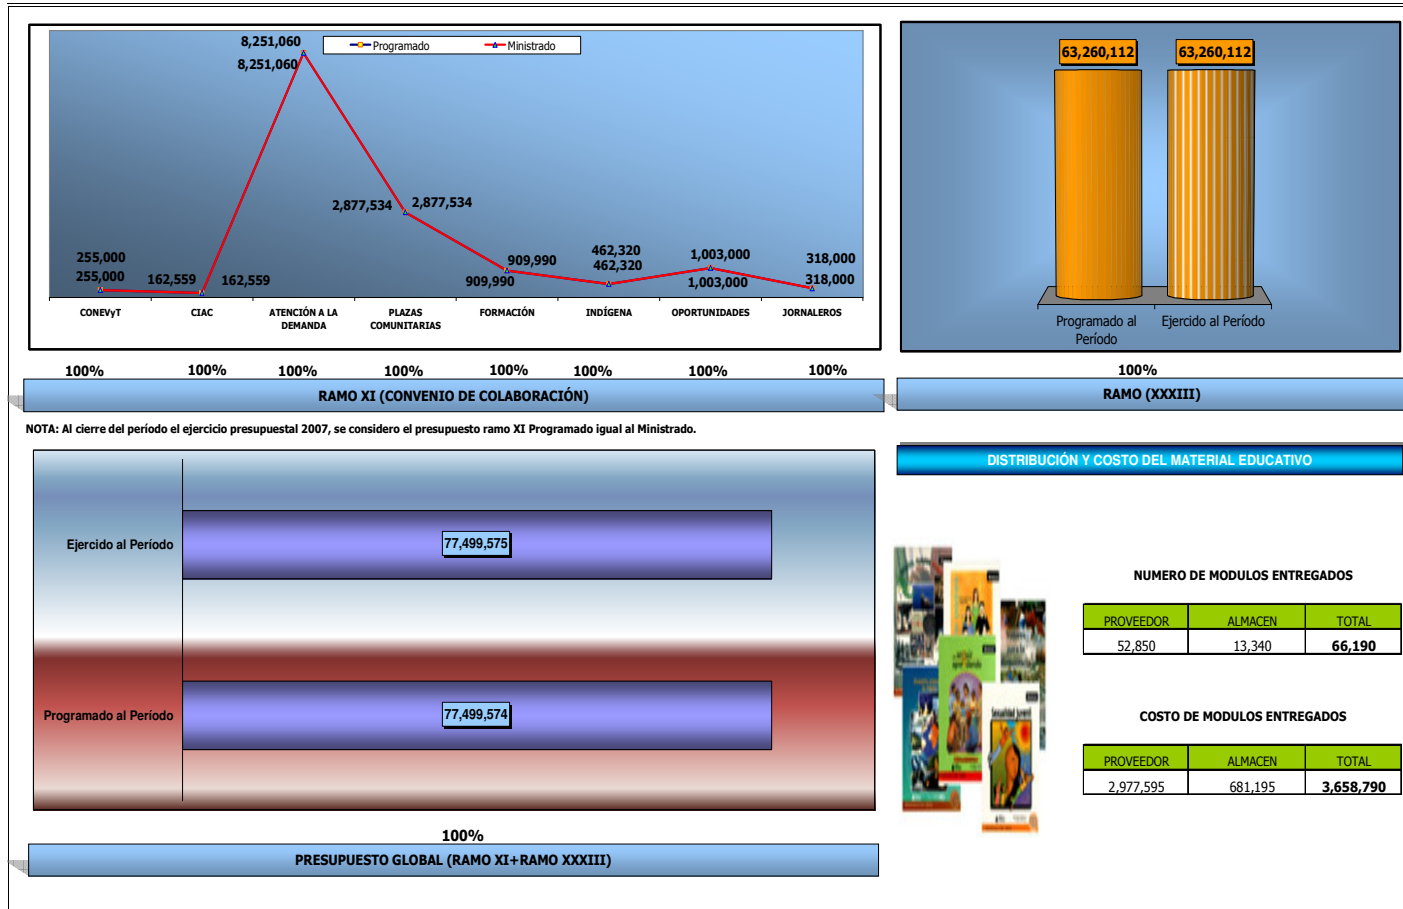 Programado
Ministrado
8,251,060
8,251,060
2,877,534
2,877,534
255,000
255,000
162,559
162,559
909,990
909,990
462,320
462,320
1,003,000
1,003,000
318,000
318,000
CONEVyT
CIAC
ATENCIÓN A LA
DEMANDA
PLAZAS
COMUNITARIAS
FORMACIÓN
INDÍGENA
OPORTUNIDADES
JORNALEROS
100%
100%
100%
100%
100%
100%
100%
100%
RAMO XI (CONVENIO DE COLABORACIÓN)
63,260,112
63,260,112
Programado al
Período
Ejercido al Período
100%
RAMO (XXXIII)
NOTA: Al cierre del período el ejercicio presupuestal 2007, se considero el presupuesto ramo XI Programado igual al Ministrado.
Ejercido al Período
77,499,575
Programado al Período
77,499,574
100%
PRESUPUESTO GLOBAL (RAMO XI+RAMO XXXIII)
DISTRIBUCIÓN Y COSTO DEL MATERIAL EDUCATIVO
Sexualidad juvenil
NUMERO DE MODULOS ENTREGADOS
PROVEEDOR ALMACEN TOTAL
52,850 13,340 66,190
COSTO DE MODULOS ENTREGADOS
PROVEEDOR ALMACEN TOTAL
2,977,595 681,195 3,658,790